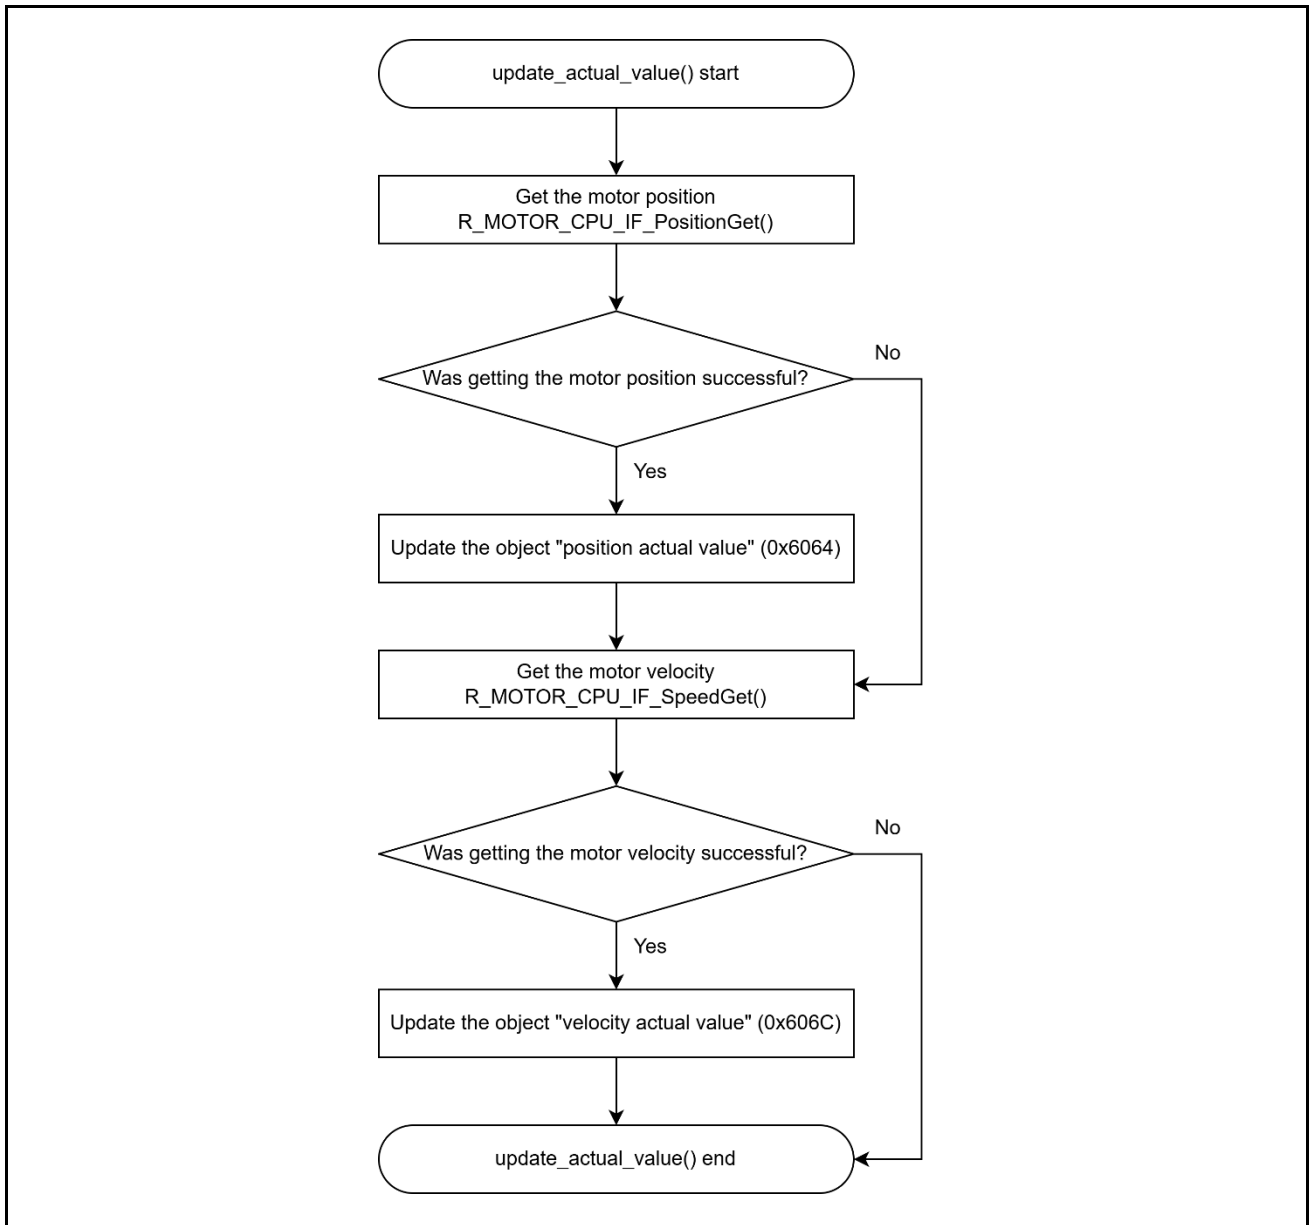 update_actual_value() start
Get the motor position
R_MOTOR_CPU_IF_PositionGet()
No
Was getting the motor position successful?
Yes
Update the object "position actual value" (0x6064)
Get the motor velocity
R_MOTOR_CPU_IF_SpeedGet()
No
Was getting the motor velocity successful?
Yes
Update the object "velocity actual value" (0x606C)
update_actual_value() end